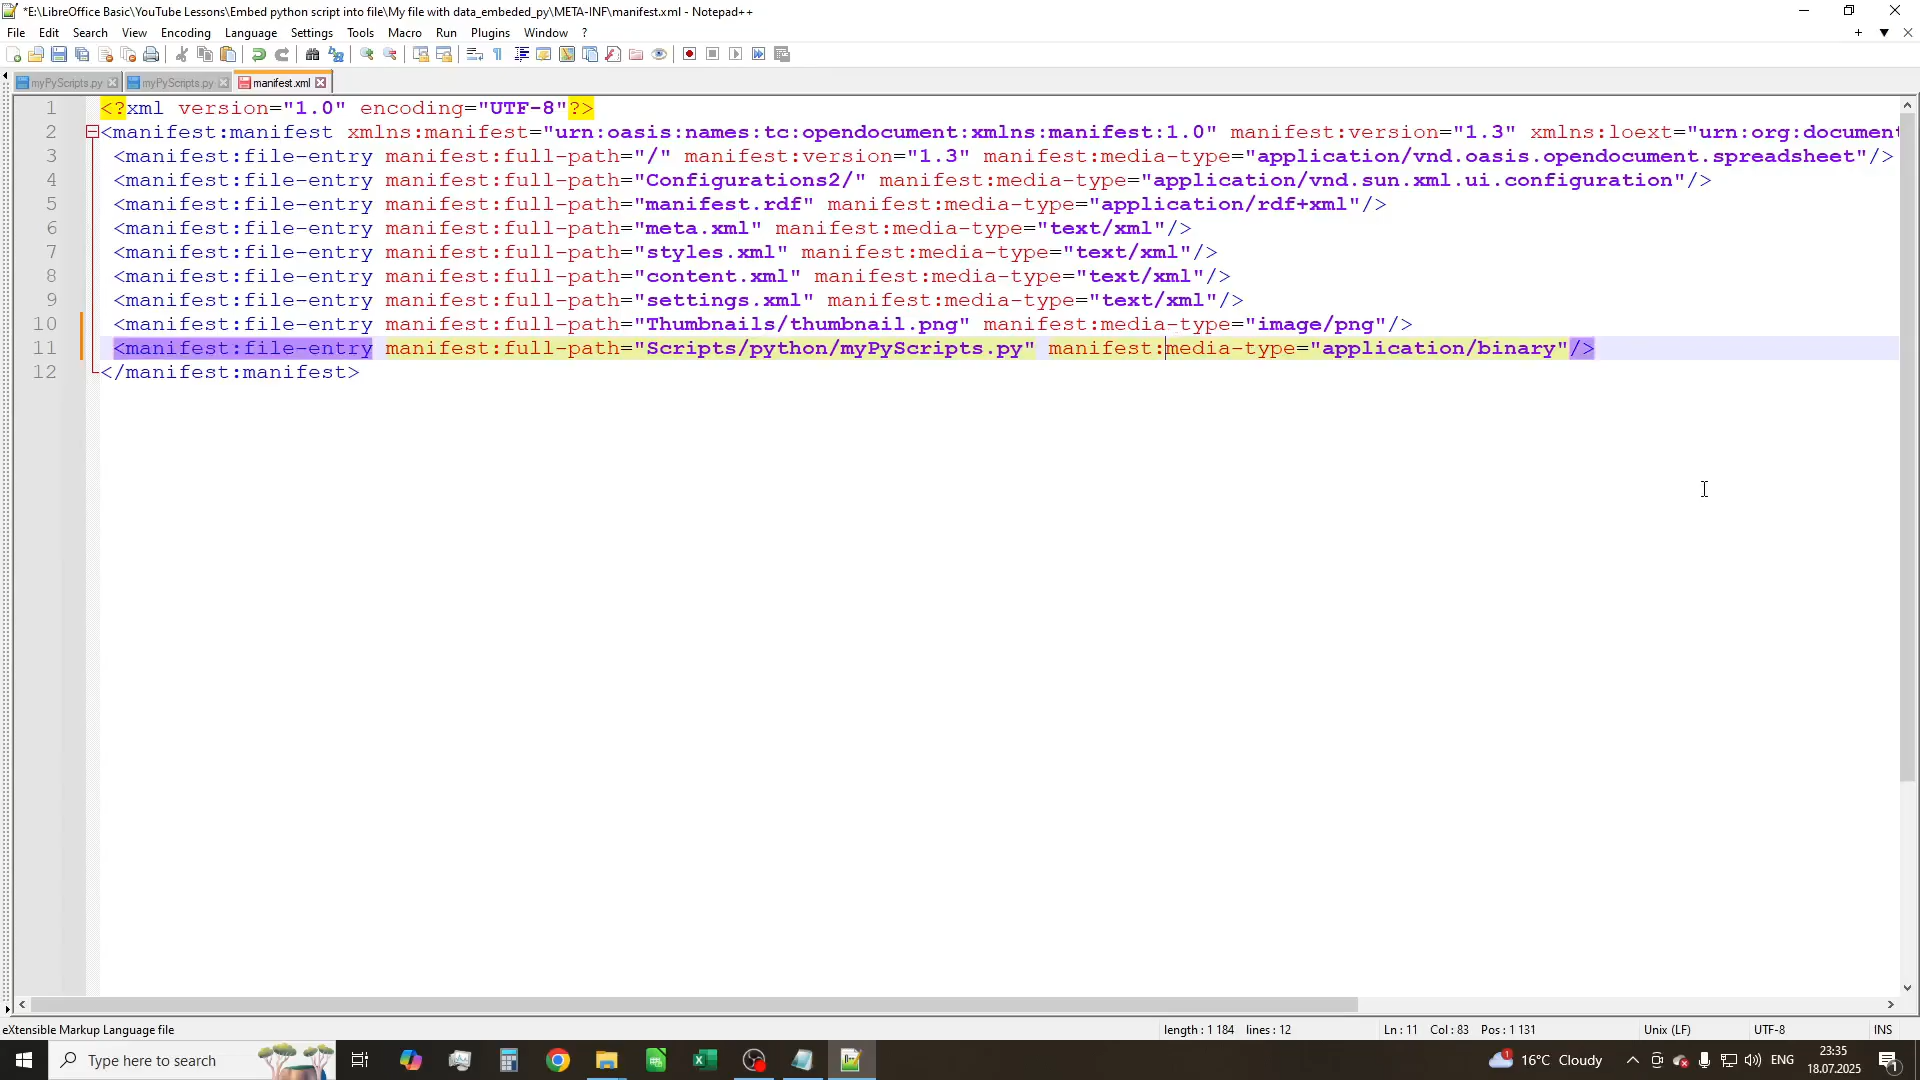 *E:\LibreOffice Basic\YouTube Lessons\Embed python script into file\My file with data_embeded_py\META-INF\manifest.xml - Notepad++
File Edit Search View Encoding Language Settings Tools Macro Run Plugins Window ?
myPyScripts.py myPyScripts.py manifest.xml
1 <?xml version="1.0" encoding="UTF-8"?>
2 <manifest:manifest xmlns:manifest="urn:oasis:names:tc:opendocument:xmlns:manifest:1.0" manifest:version="1.3" xmlns:loext="urn:org:document
3 <manifest:file-entry manifest:full-path="/" manifest:version="1.3" manifest:media-type="application/vnd.oasis.opendocument.spreadsheet"/>
4 <manifest:file-entry manifest:full-path="Configurations2/" manifest:media-type="application/vnd.sun.xml.ui.configuration"/>
5 <manifest:file-entry manifest:full-path="manifest.rdf" manifest:media-type="application/rdf+xml"/>
6 <manifest:file-entry manifest:full-path="meta.xml" manifest:media-type="text/xml"/>
7 <manifest:file-entry manifest:full-path="styles.xml" manifest:media-type="text/xml"/>
8 <manifest:file-entry manifest:full-path="content.xml" manifest:media-type="text/xml"/>
9 <manifest:file-entry manifest:full-path="settings.xml" manifest:media-type="text/xml"/>
10 <manifest:file-entry manifest:full-path="Thumbnails/thumbnail.png" manifest:media-type="image/png"/>
11 <manifest:file-entry manifest:full-path="Scripts/python/myPyScripts.py" manifest:media-type="application/binary"/>
12 </manifest:manifest>
eXtensible Markup Language file length : 1 184 lines : 12 Ln : 11 Col : 83 Pos : 1 131 Unix (LF) UTF-8 INS
Type here to search 1 16°C Cloudy ENG 23:35
18.07.2025 1